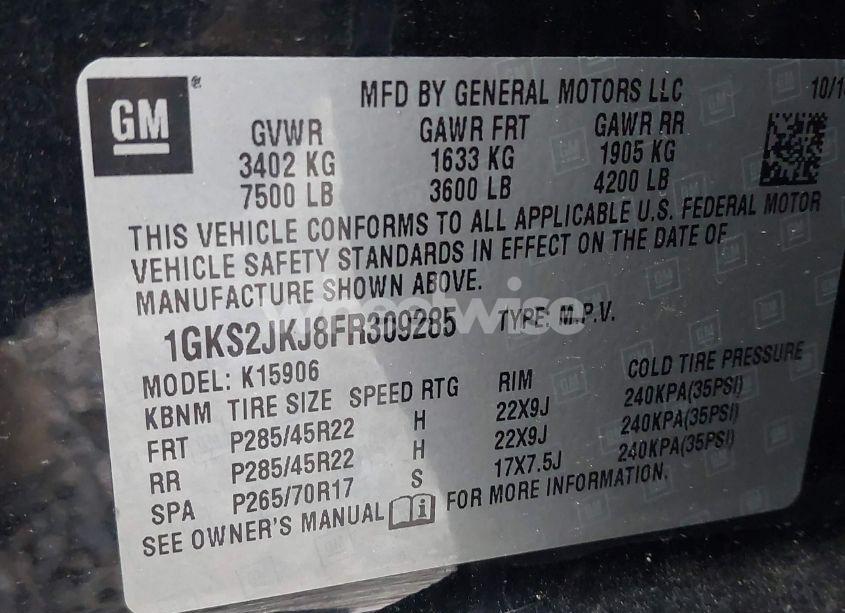 GM
MFD BY GENERAL MOTORS LLC
GVWR GAWR FRT GAWR RR
3402 KG 1633 KG 1905 KG
7500 LB 3600 LB 4200 LB
THIS VEHICLE CONFORMS TO ALL APPLICABLE U.S. FEDERAL MOTOR
VEHICLE SAFETY STANDARDS IN EFFECT ON THE DATE OF
MANUFACTURE SHOWN ABOVE.
1GKS2JKJ8FR309285 TYPE: M.P.V.
wheelwise
MODEL: K15906
KBNM TIRE SIZE SPEED RTG RIM COLD TIRE PRESSURE
FRT P285/45R22 H 22X9J 240KPA(35PSI)
RR P285/45R22 H 22X9J 240KPA(35PSI)
SPA P265/70R17 S 17X7.5J 240KPA(35PSI)
SEE OWNER'S MANUAL FOR MORE INFORMATION.